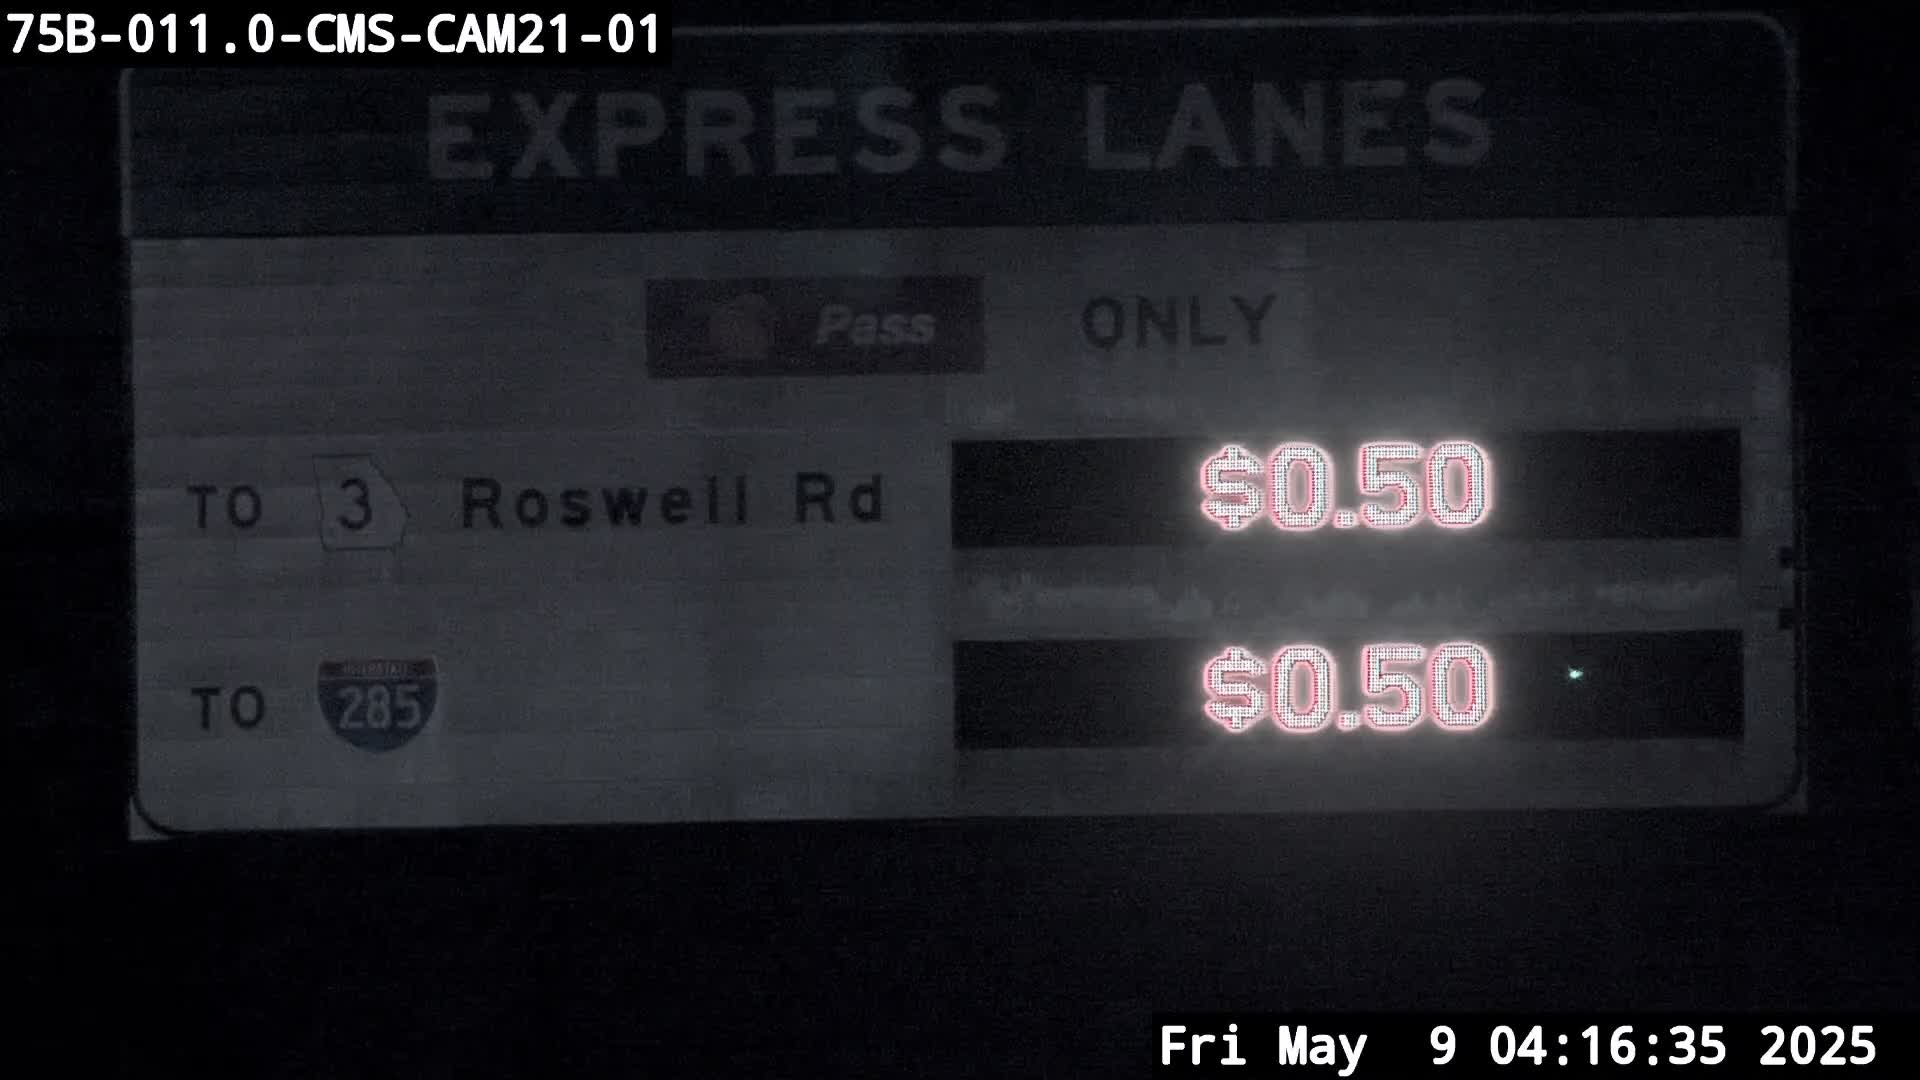 75B-011.0-CMS-CAM21-01
EXPRESS LANES
Pass ONLY
TO 3 Roswell Rd $0.50
TO INTERSTATE 285 $0.50
Fri May 9 04:16:35 2025